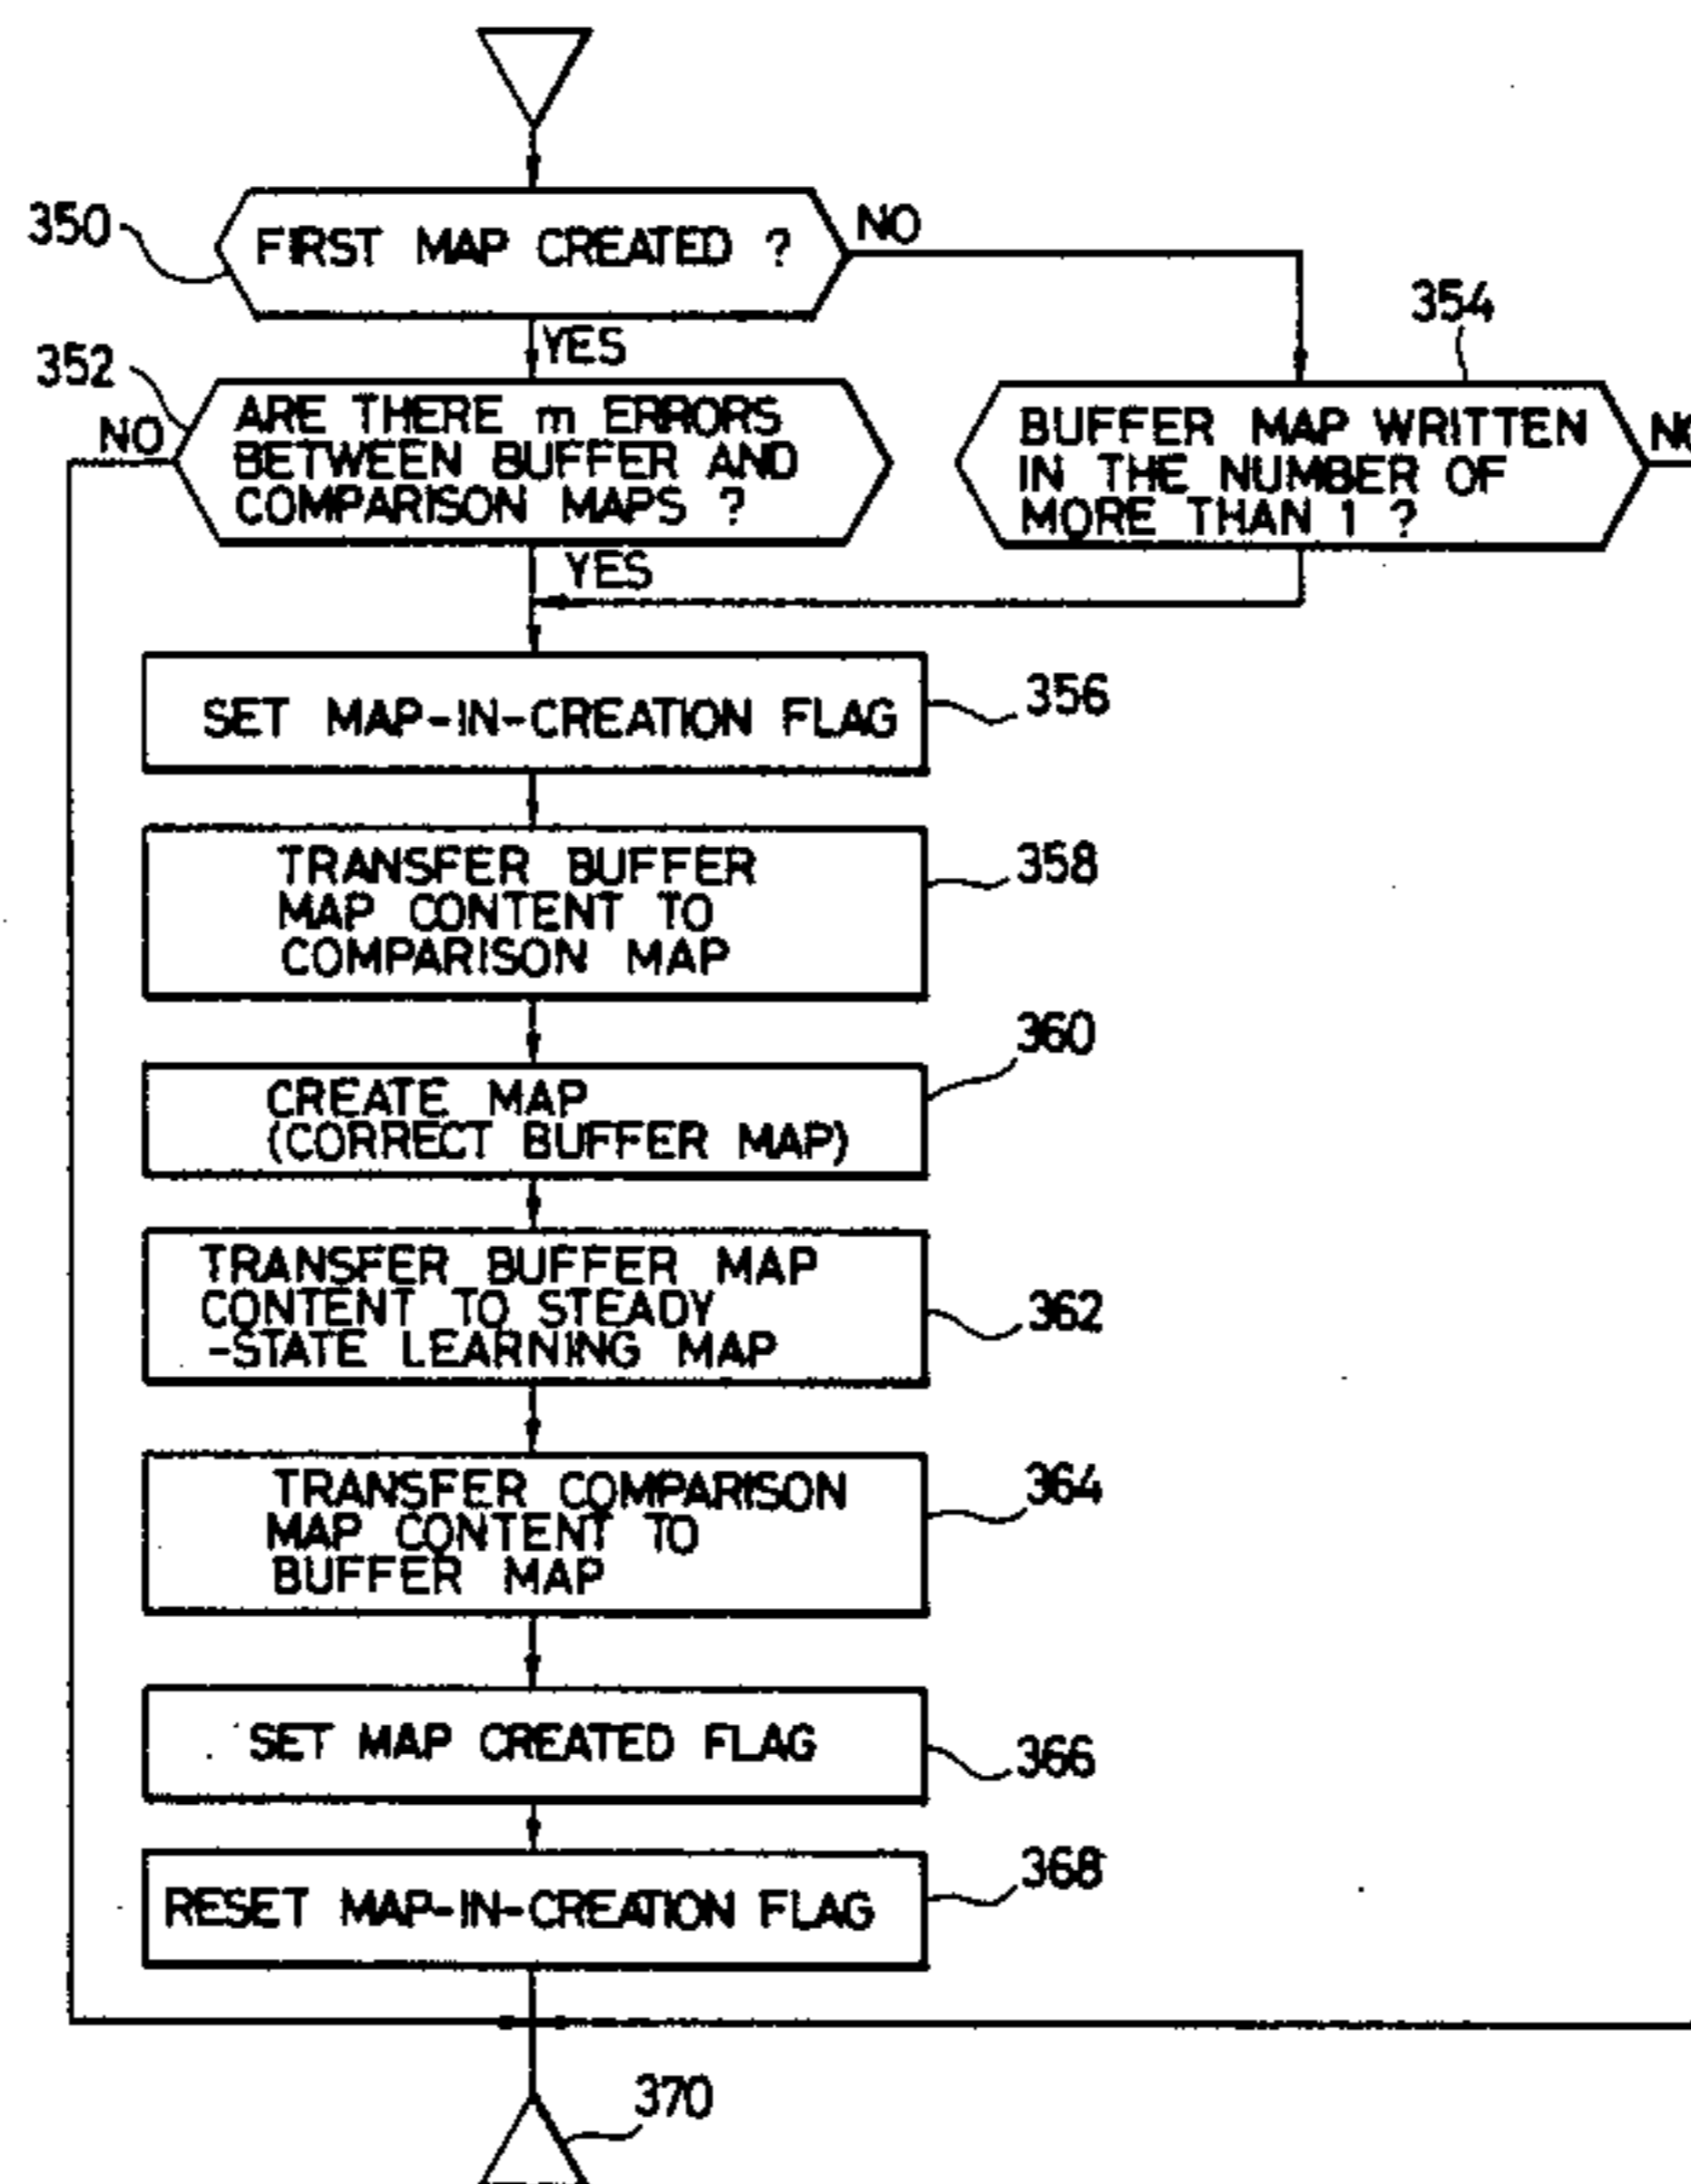 350
FIRST MAP CREATED ?
NO
YES
354
352
NO
ARE THERE m ERRORS
BETWEEN BUFFER AND
COMPARISON MAPS ?
BUFFER MAP WRITTEN
IN THE NUMBER OF
MORE THAN 1 ?
NO
YES
SET MAP-IN-CREATION FLAG
356
TRANSFER BUFFER
MAP CONTENT TO
COMPARISON MAP
358
360
CREATE MAP
(CORRECT BUFFER MAP)
TRANSFER BUFFER MAP
CONTENT TO STEADY
-STATE LEARNING MAP
362
TRANSFER COMPARISON
MAP CONTENT TO
BUFFER MAP
364
SET MAP CREATED FLAG
366
368
RESET MAP-IN-CREATION FLAG
370